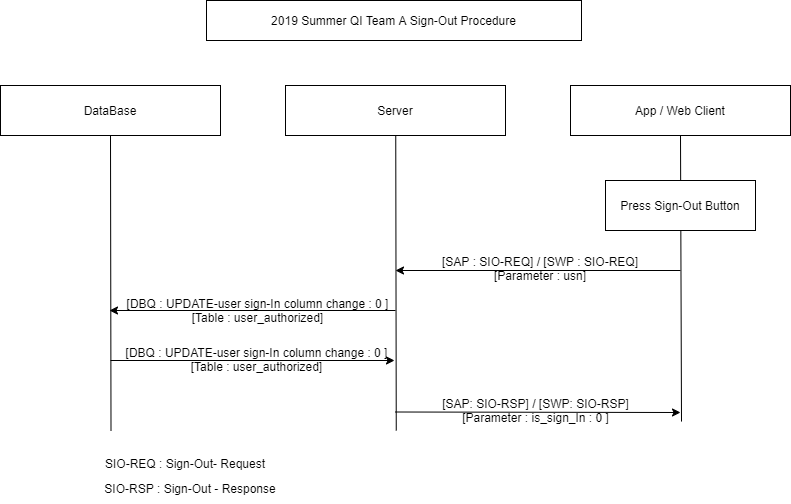 2019 Summer QI Team A Sign-Out Procedure
DataBase
Server
App / Web Client
Press Sign-Out Button
[SAP : SIO-REQ] / [SWP : SIO-REQ]
[Parameter : usn]
[DBQ : UPDATE-user sign-In column change : 0 ]
[Table : user_authorized]
[DBQ : UPDATE-user sign-In column change : 0 ]
[Table : user_authorized]
[SAP: SIO-RSP] / [SWP: SIO-RSP]
[Parameter : is_sign_In : 0 ]
SIO-REQ : Sign-Out- Request
SIO-RSP : Sign-Out - Response